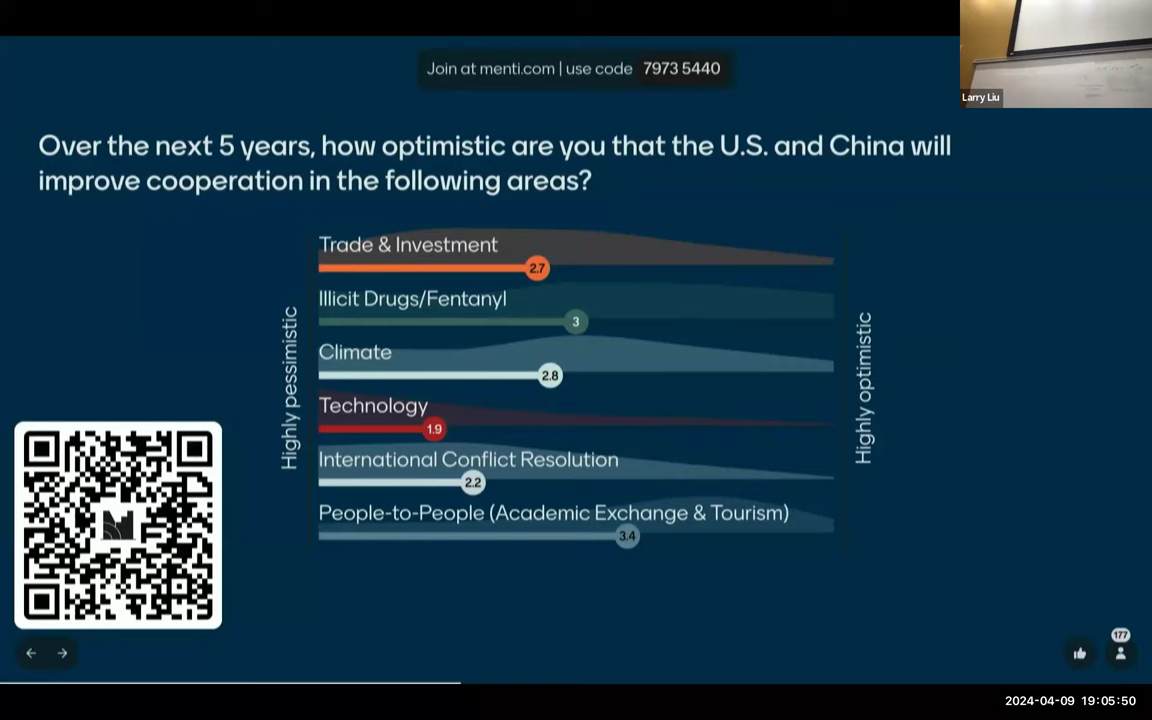 Join at menti.com | use code 7973 5440
Larry Liu
Over the next 5 years, how optimistic are you that the U.S. and China will
improve cooperation in the following areas?
Highly pessimistic
Trade & Investment
2.7
Illicit Drugs/Fentanyl
3
Climate
2.8
Technology
1.9
International Conflict Resolution
2.2
People-to-People (Academic Exchange & Tourism)
3.4
Highly optimistic
177
2024-04-09 19:05:50